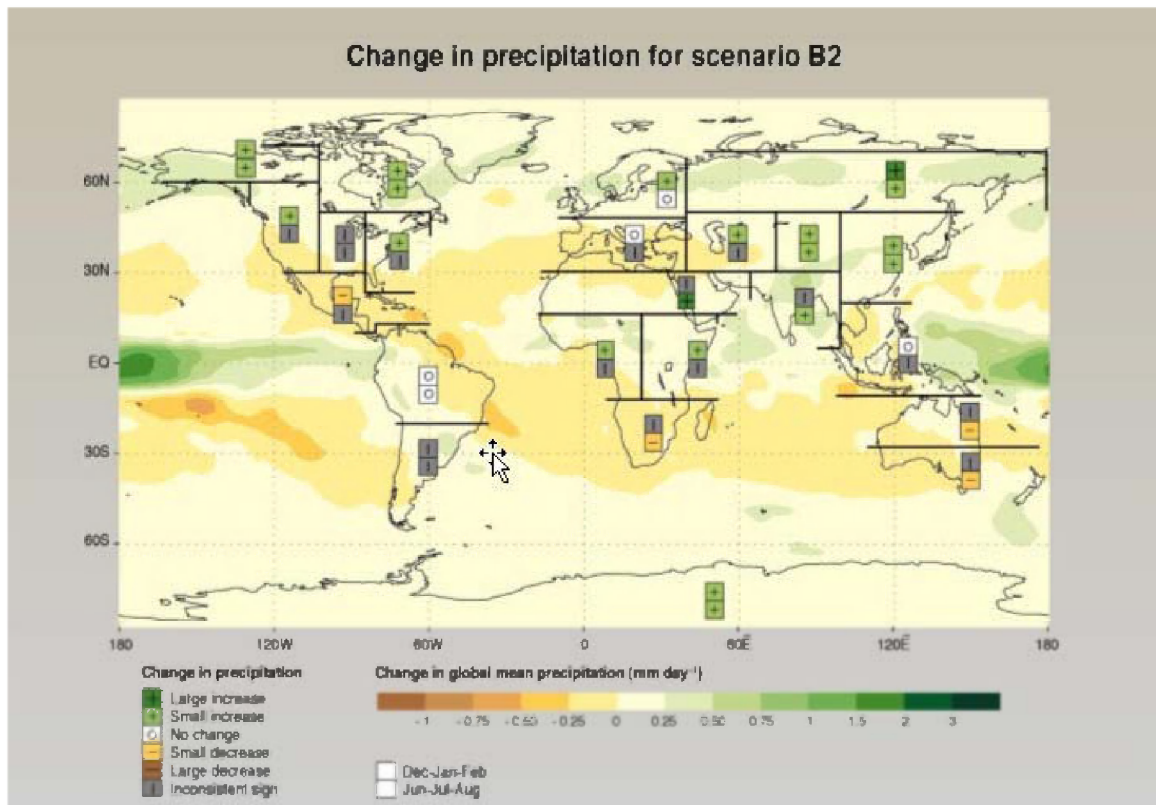 Change in precipitation for scenario B2
60N
30N
EQ
30S
60S
180 120W 60W 0 60E 120E 180
Change in precipitation
Large increase
Small increase
No change
Small decrease
Large decrease
Inconsistent sign
Change in global mean precipitation (mm day⁻¹)
-1 -0.75 -0.50 -0.25 0 0.25 0.50 0.75 1 1.5 2 3
Dec-Jan-Feb
Jun-Jul-Aug